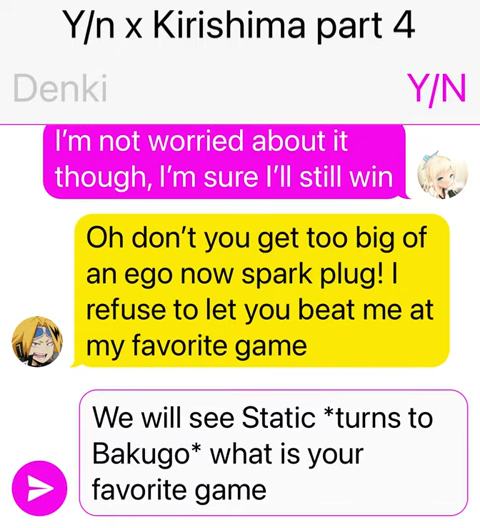 Y/n x Kirishima part 4
Denki
Y/N
I'm not worried about it
though, I'm sure I'll still win
Oh don't you get too big of
an ego now spark plug! I
refuse to let you beat me at
my favorite game
We will see Static *turns to
Bakugo* what is your
favorite game